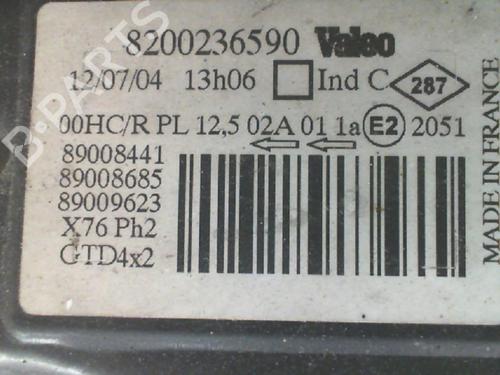 8200236590 Valeo
12/07/04 13h06 Ind C 287
00HC/R PL 12,5 02A 01 1a E2 2051
89008441
89008685
89009623
X76 Ph2
GTD4x2
MADE IN FRANCE
B-PARTS